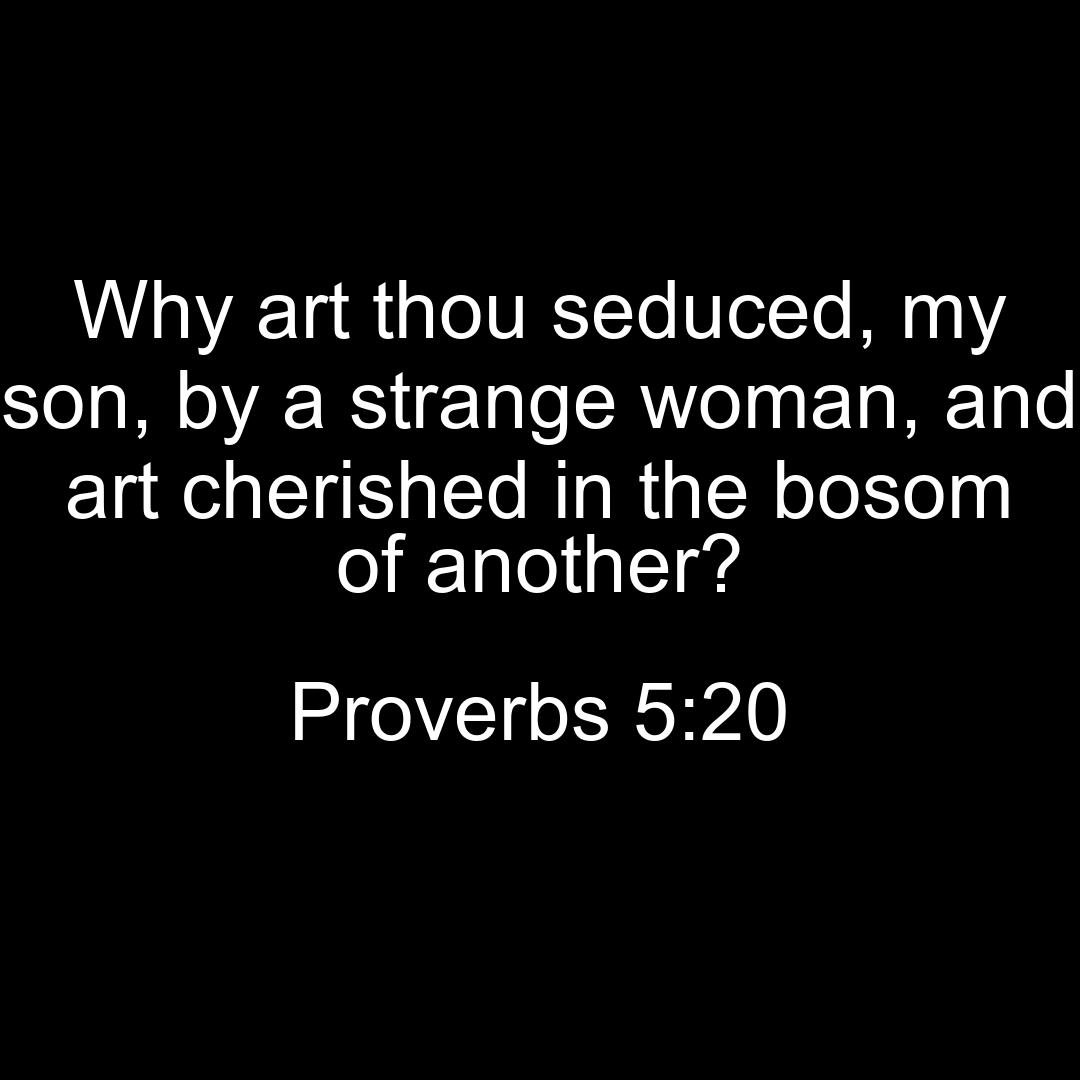 Why art thou seduced, my
son, by a strange woman, and
art cherished in the bosom
of another?
Proverbs 5:20